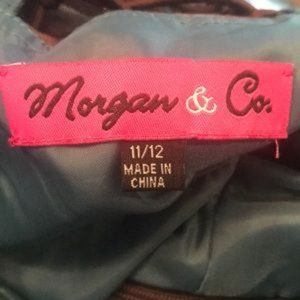 Morgan & Co.
11/12
MADE IN
CHINA